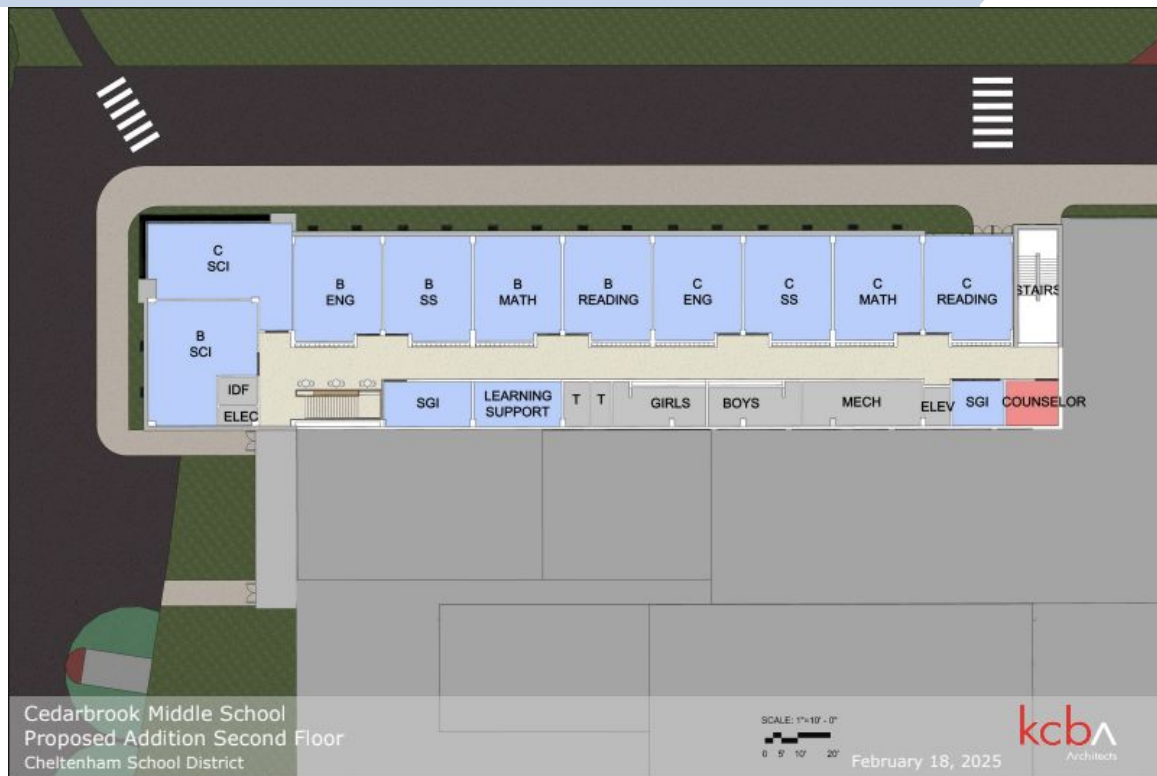 C
SCI
B
ENG
B
SS
B
MATH
B
READING
C
ENG
C
SS
C
MATH
C
READING
STAIRS
B
SCI
IDF
ELEC
SGI
LEARNING
SUPPORT
T
T
GIRLS
BOYS
MECH
ELEV
SGI
COUNSELOR
Cedarbrook Middle School
Proposed Addition Second Floor
Cheltenham School District
SCALE: 1"=10' - 0"
0 5' 10' 20'
February 18, 2025
kcba
Architects